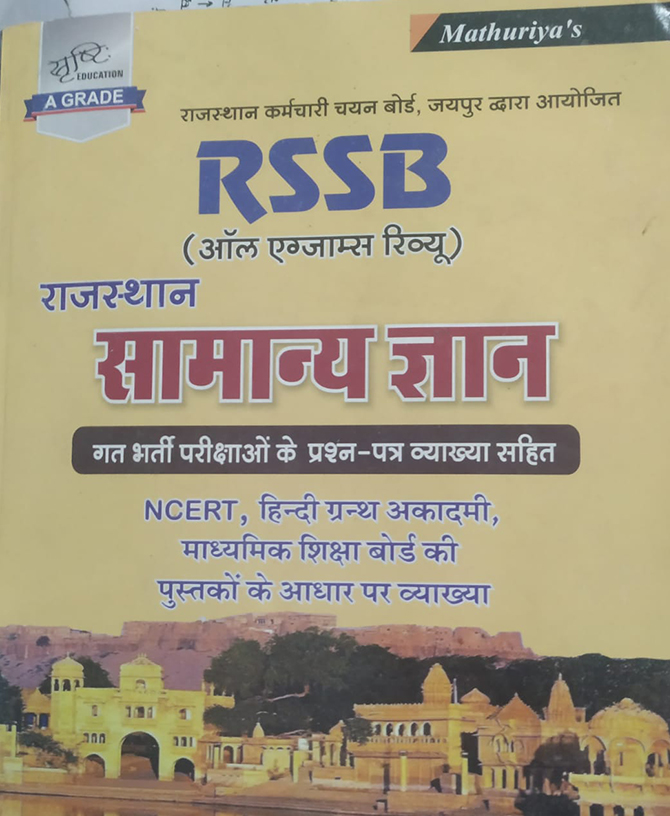 Mathuriya's
सृष्टि
EDUCATION
A GRADE
राजस्थान कर्मचारी चयन बोर्ड, जयपुर द्वारा आयोजित
RSSB
(ऑल एग्जाम्स रिव्यू)
राजस्थान
सामान्य ज्ञान
गत भर्ती परीक्षाओं के प्रश्न-पत्र व्याख्या सहित
NCERT, हिन्दी ग्रन्थ अकादमी,
माध्यमिक शिक्षा बोर्ड की
पुस्तकों के आधार पर व्याख्या